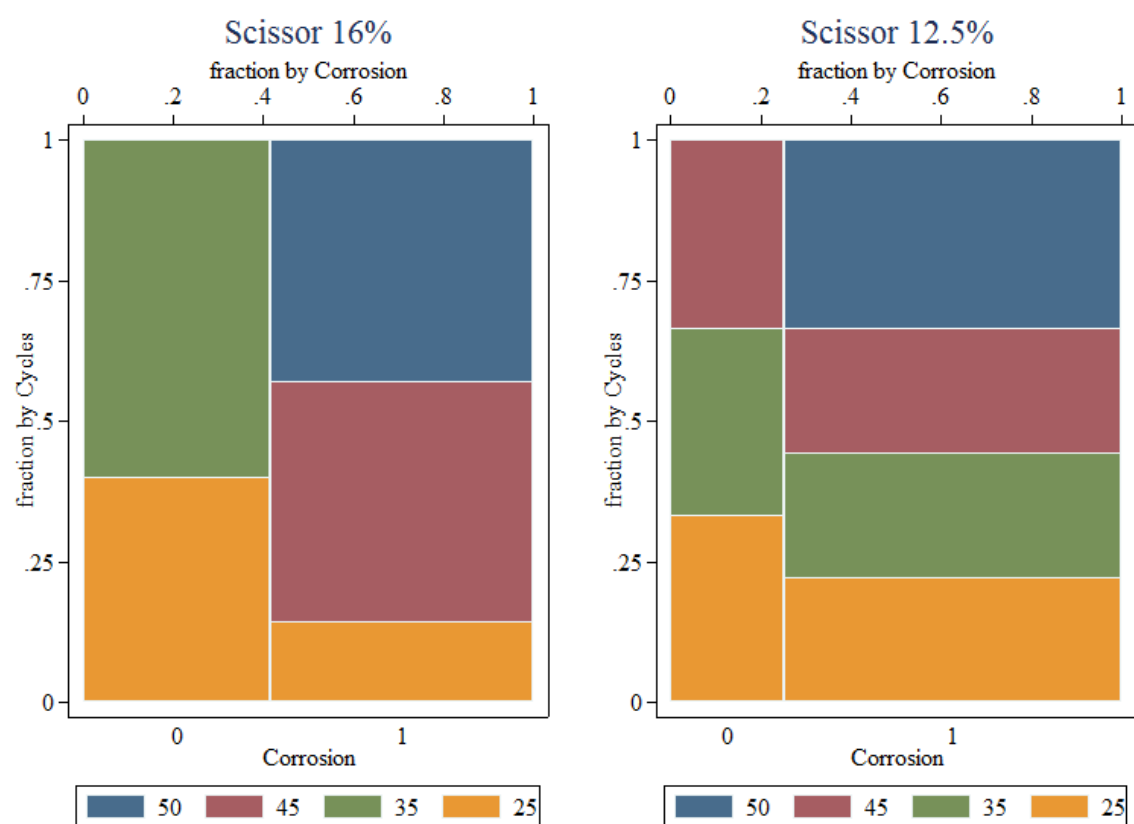 Scissor 16%
fraction by Corrosion
0 .2 .4 .6 .8 1
1
.75
.5
.25
0
fraction by Cycles
0 1
Corrosion
50 45 35 25
Scissor 12.5%
fraction by Corrosion
0 .2 .4 .6 .8 1
1
.75
.5
.25
0
fraction by Cycles
0 1
Corrosion
50 45 35 25